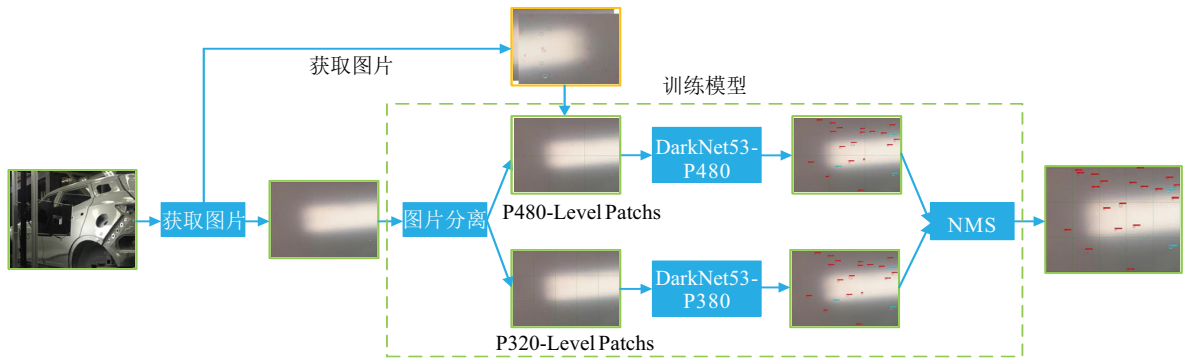 获取图片
训练模型
获取图片
图片分离
P480-Level Patchs
DarkNet53-
P480
NMS
DarkNet53-
P380
P320-Level Patchs